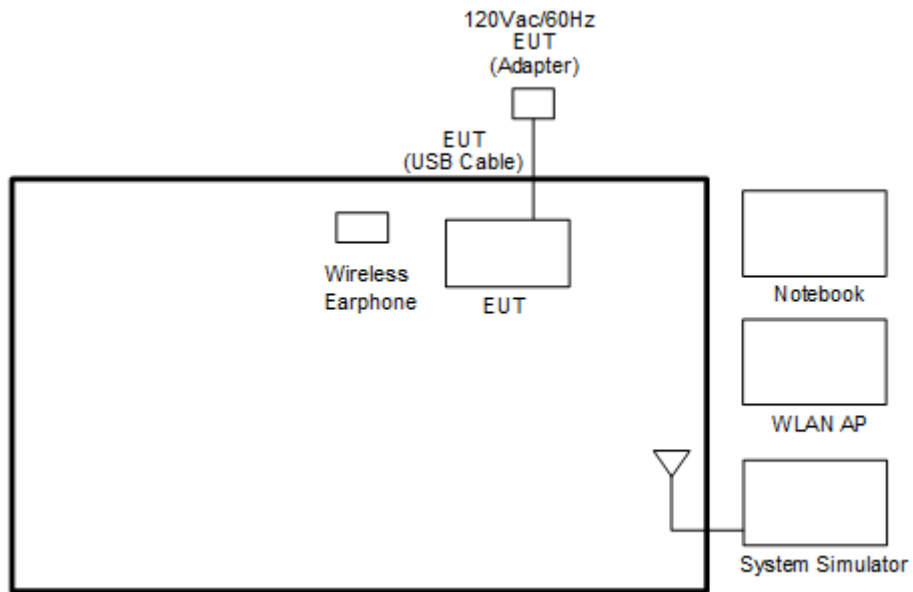 120Vac/60Hz
EUT
(Adapter)
EUT
(USB Cable)
Wireless
Earphone
EUT
Notebook
WLAN AP
System Simulator